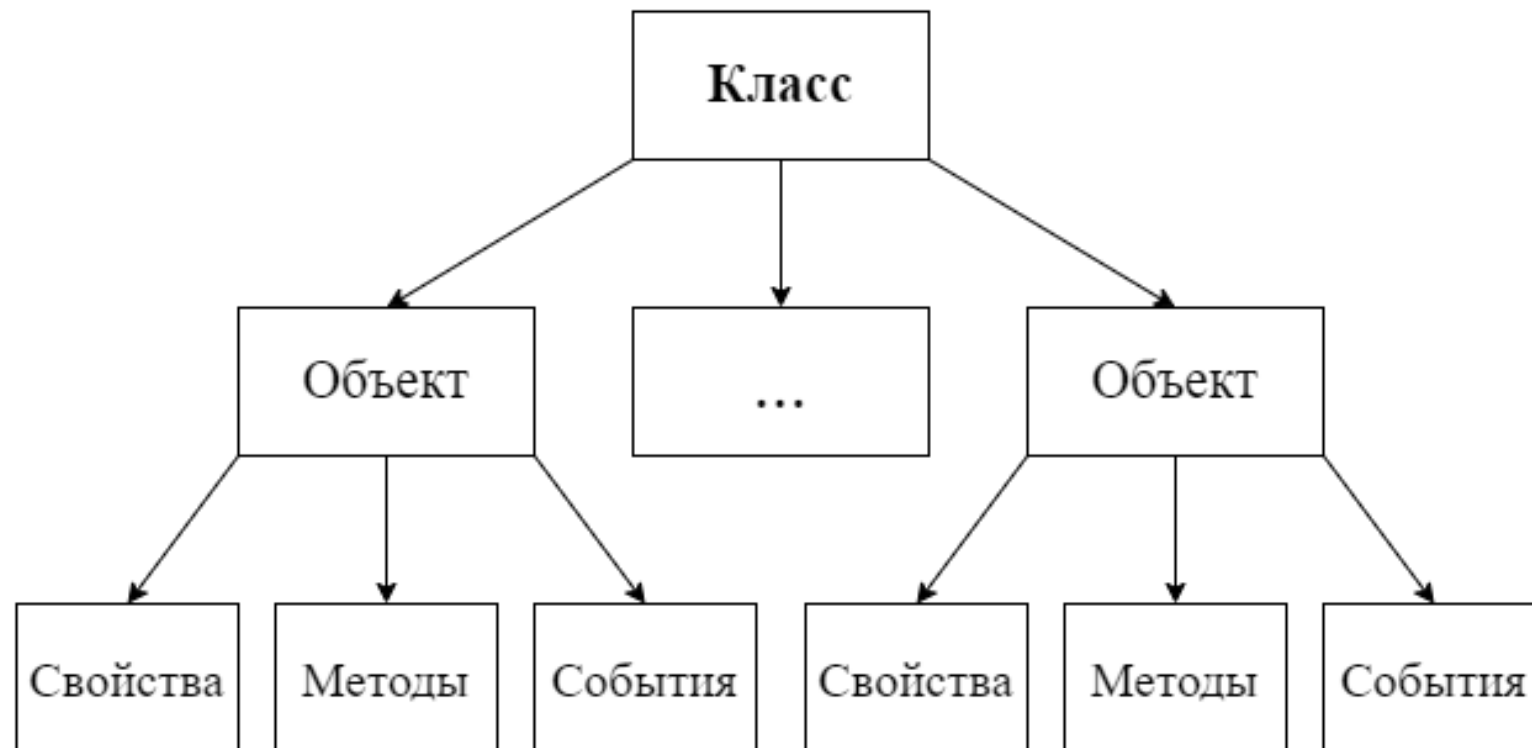 Класс
Объект
...
Объект
Свойства
Методы
События
Свойства
Методы
События